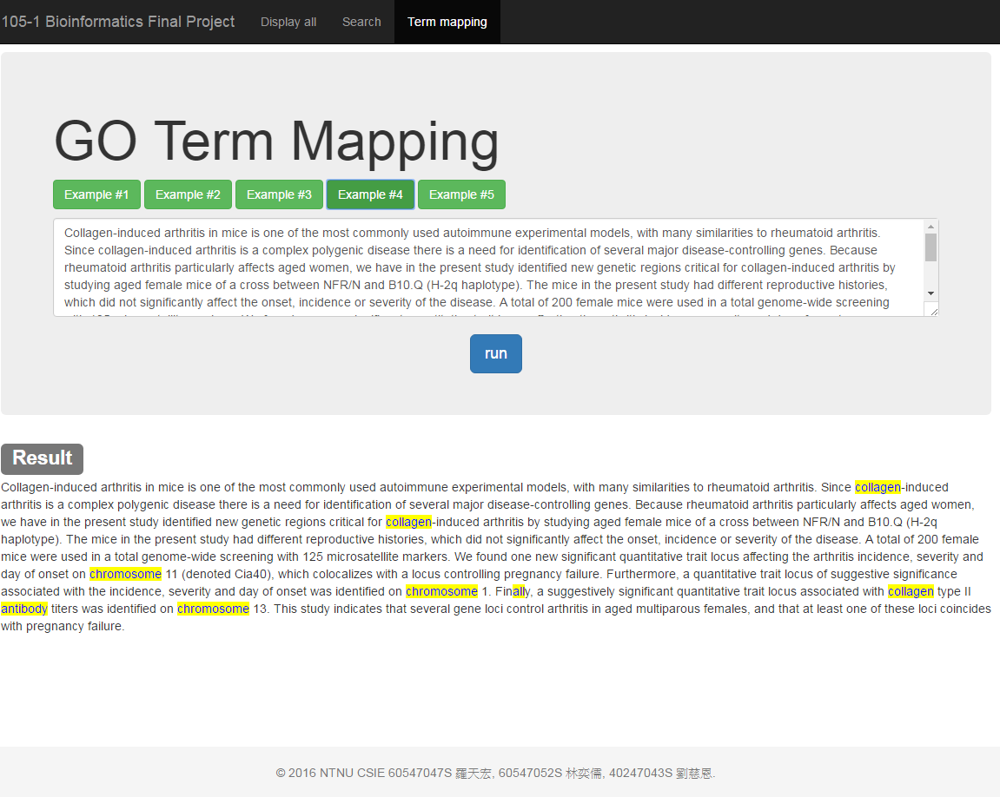 105-1 Bioinformatics Final Project Display all Search Term mapping
GO Term Mapping
Example #1 Example #2 Example #3 Example #4 Example #5
Collagen-induced arthritis in mice is one of the most commonly used autoimmune experimental models, with many similarities to rheumatoid arthritis.
Since collagen-induced arthritis is a complex polygenic disease there is a need for identification of several major disease-controlling genes. Because
rheumatoid arthritis particularly affects aged women, we have in the present study identified new genetic regions critical for collagen-induced arthritis by
studying aged female mice of a cross between NFR/N and B10.Q (H-2q haplotype). The mice in the present study had different reproductive histories,
which did not significantly affect the onset, incidence or severity of the disease. A total of 200 female mice were used in a total genome-wide screening
run
Result
Collagen-induced arthritis in mice is one of the most commonly used autoimmune experimental models, with many similarities to rheumatoid arthritis. Since collagen-induced
arthritis is a complex polygenic disease there is a need for identification of several major disease-controlling genes. Because rheumatoid arthritis particularly affects aged women,
we have in the present study identified new genetic regions critical for collagen-induced arthritis by studying aged female mice of a cross between NFR/N and B10.Q (H-2q
haplotype). The mice in the present study had different reproductive histories, which did not significantly affect the onset, incidence or severity of the disease. A total of 200 female
mice were used in a total genome-wide screening with 125 microsatellite markers. We found one new significant quantitative trait locus affecting the arthritis incidence, severity and
day of onset on chromosome 11 (denoted Cia40), which colocalizes with a locus controlling pregnancy failure. Furthermore, a quantitative trait locus of suggestive significance
associated with the incidence, severity and day of onset was identified on chromosome 1. Finally, a suggestively significant quantitative trait locus associated with collagen type II
antibody titers was identified on chromosome 13. This study indicates that several gene loci control arthritis in aged multiparous females, and that at least one of these loci coincides
with pregnancy failure.
© 2016 NTNU CSIE 60547047S 羅天宏, 60547052S 林奕儒, 40247043S 劉慈恩.